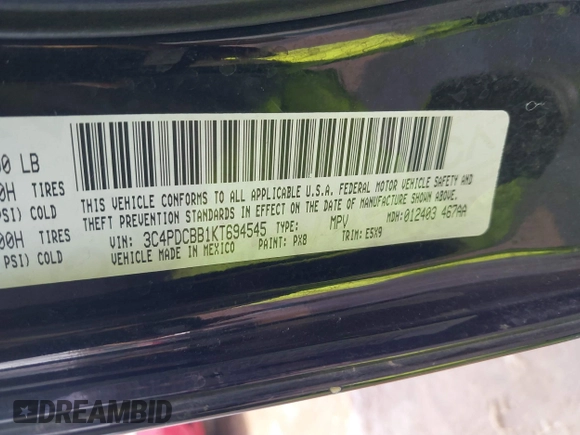 0 LB
0H TIRES
PSI) COLD
00H TIRES
PSI) COLD
THIS VEHICLE CONFORMS TO ALL APPLICABLE U.S.A. FEDERAL MOTOR VEHICLE SAFETY AND
THEFT PREVENTION STANDARDS IN EFFECT ON THE DATE OF MANUFACTURE SHOWN ABOVE.
VIN: 3C4PDCBB1KT694545 TYPE: MPV MDH: 012403 467AA
VEHICLE MADE IN MEXICO PAINT: PX8 TRIM: E5X9
DREAMBID